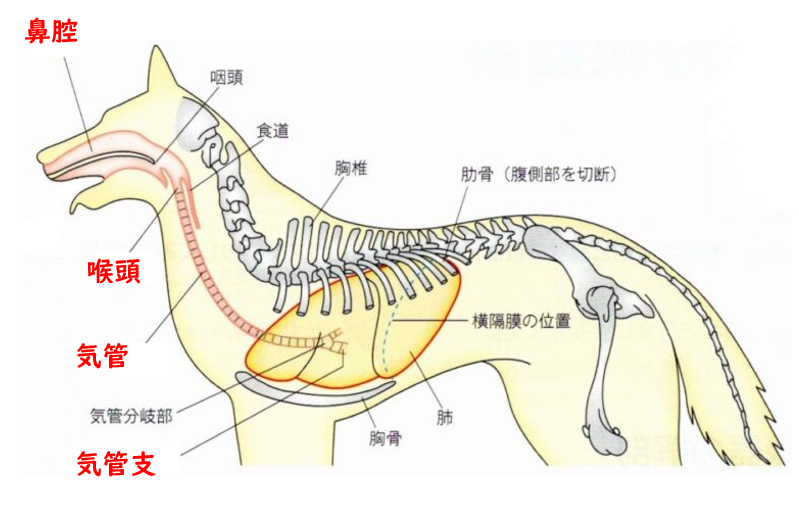 鼻腔
咽頭
食道
胸椎
肋骨（腹側部を切断）
喉頭
横隔膜の位置
気管
気管分岐部
肺
胸骨
気管支